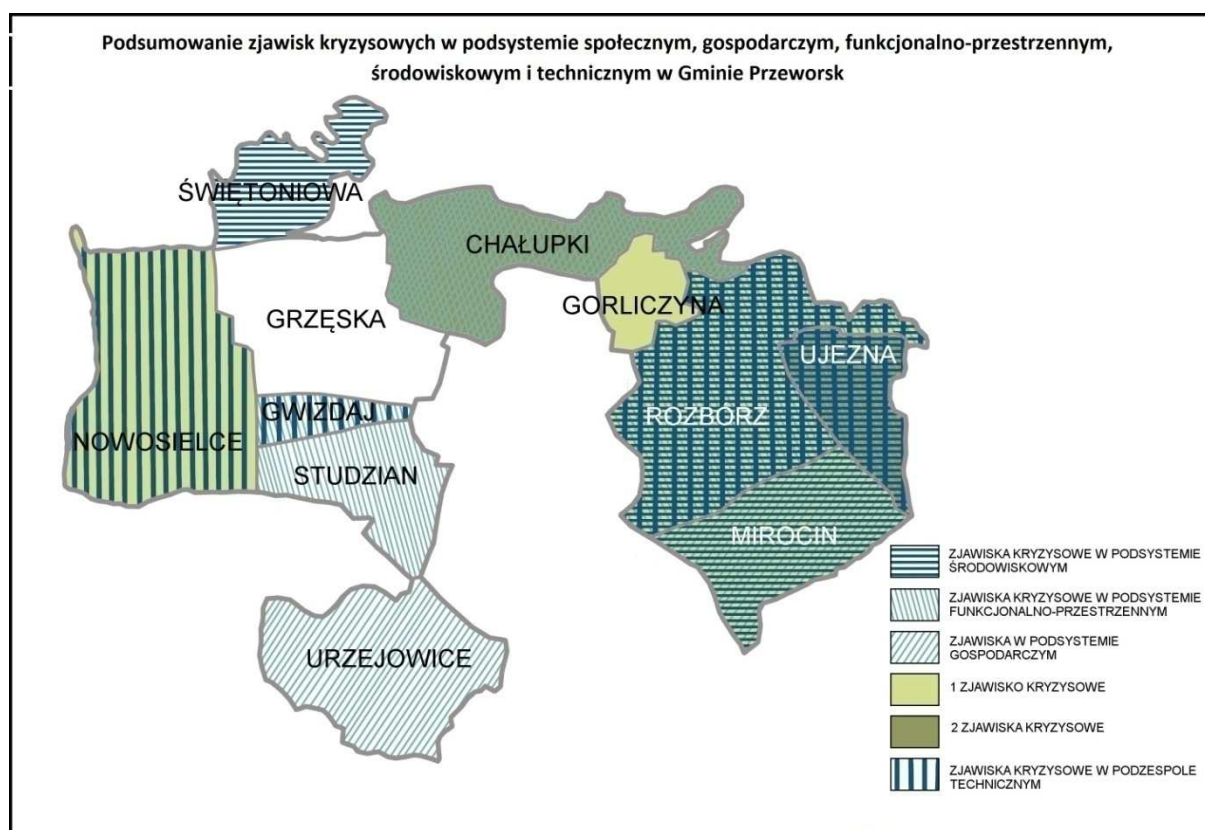 Podsumowanie zjawisk kryzysowych w podsystemie społecznym, gospodarczym, funkcjonalno-przestrzennym,
środowiskowym i technicznym w Gminie Przeworsk
ŚWIĘTONIOWA
CHAŁUPKI
GORLICZYNA
GRZĘSKA
UJEZNA
GWIZDAJ
ROZBÓRZ
NOWOSIELCE
STUDZIAN
MIROCIN
URZEJOWICE
ZJAWISKA KRYZYSOWE W PODSYSTEMIE
ŚRODOWISKOWYM
ZJAWISKA KRYZYSOWE W PODSYSTEMIE
FUNKCJONALNO-PRZESTRZENNYM
ZJAWISKA W PODSYSTEMIE
GOSPODARCZYM
1 ZJAWISKO KRYZYSOWE
2 ZJAWISKA KRYZYSOWE
ZJAWISKA KRYZYSOWE W PODZESPOLE
TECHNICZNYM